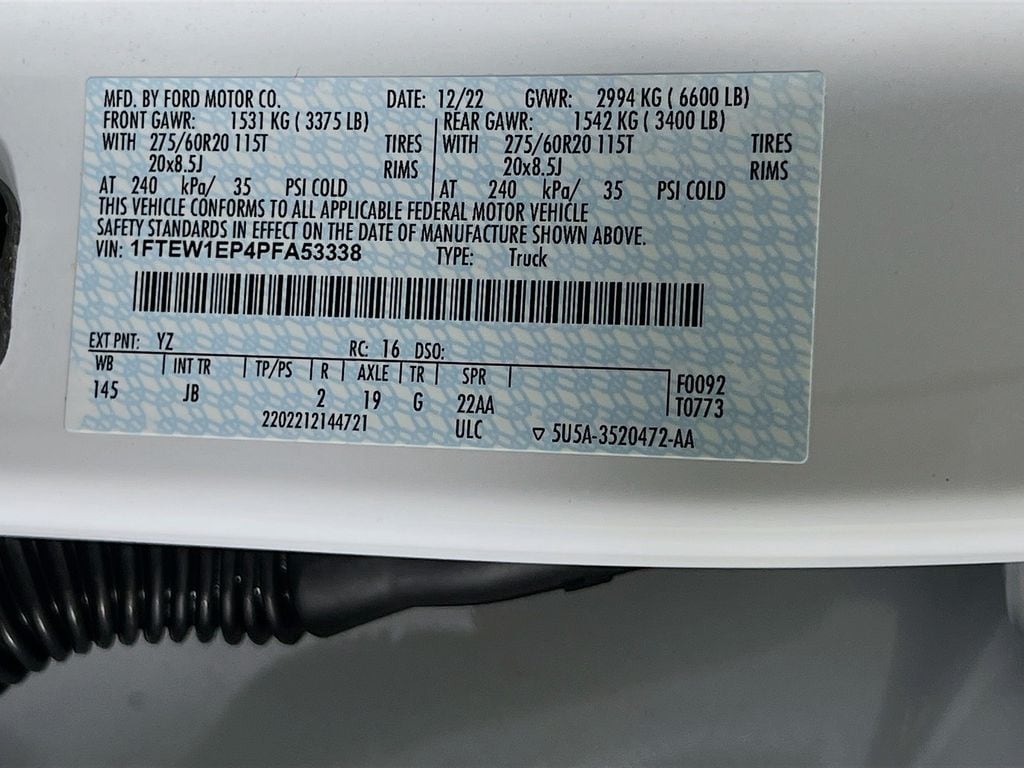 MFD. BY FORD MOTOR CO. DATE: 12/22 GVWR: 2994 KG ( 6600 LB)
FRONT GAWR: 1531 KG ( 3375 LB) REAR GAWR: 1542 KG ( 3400 LB)
WITH 275/60R20 115T TIRES WITH 275/60R20 115T TIRES
20x8.5J RIMS 20x8.5J RIMS
AT 240 kPa/ 35 PSI COLD AT 240 kPa/ 35 PSI COLD
THIS VEHICLE CONFORMS TO ALL APPLICABLE FEDERAL MOTOR VEHICLE
SAFETY STANDARDS IN EFFECT ON THE DATE OF MANUFACTURE SHOWN ABOVE.
VIN: 1FTEW1EP4PFA53338 TYPE: Truck
EXT PNT: YZ RC: 16 DSO:
WB INT TR TP/PS R AXLE TR SPR F0092
145 JB 2 19 G 22AA T0773
2202212144721 ULC ▽ 5U5A-3520472-AA